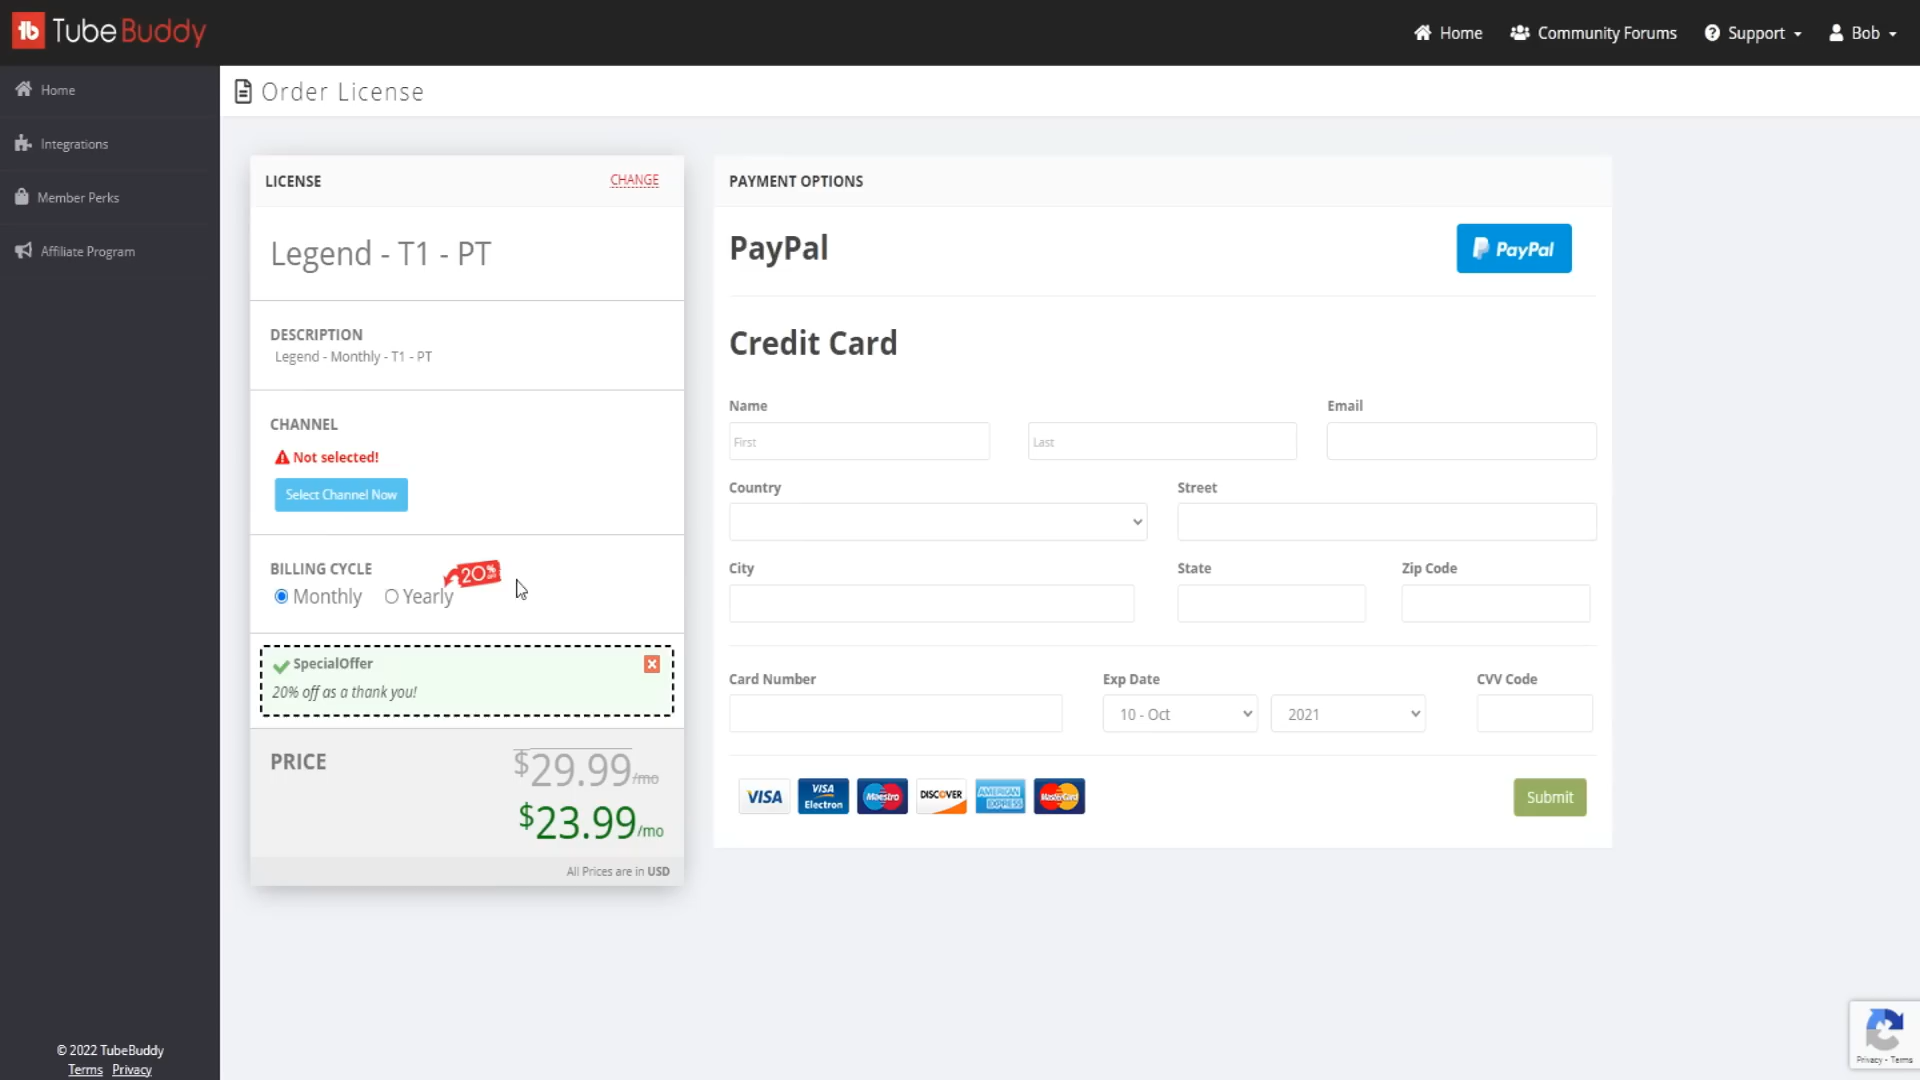 TubeBuddy
Home
Community Forums
Support
Bob
Home
Integrations
Member Perks
Affiliate Program
© 2022 TubeBuddy
Terms Privacy
Order License
LICENSE
CHANGE
Legend - T1 - PT
DESCRIPTION
Legend - Monthly - T1 - PT
CHANNEL
Not selected!
Select Channel Now
BILLING CYCLE
20%
Monthly
Yearly
SpecialOffer
20% off as a thank you!
PRICE
$29.99/mo
$23.99/mo
All Prices are in USD
PAYMENT OPTIONS
PayPal
PayPal
Credit Card
Name
Email
First
Last
Country
Street
City
State
Zip Code
Card Number
Exp Date
CVV Code
10 - Oct
2021
VISA
VISA
Electron
Maestro
DISCOVER
AMERICAN
EXPRESS
MasterCard
Submit
Privacy - Terms